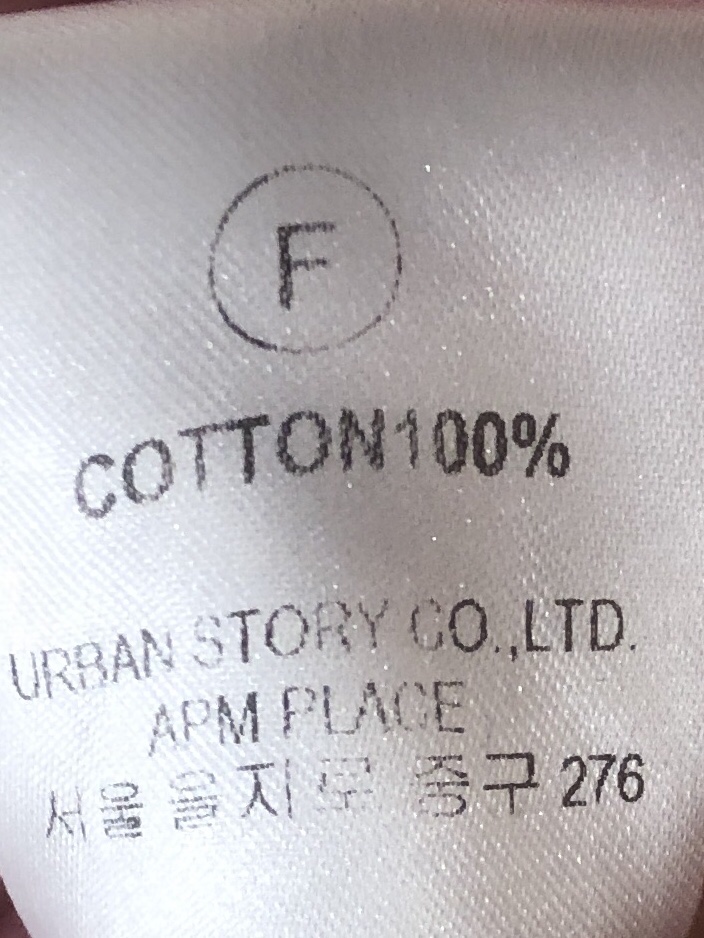 F
COTTON100%
URBAN STORY CO.,LTD.
APM PLACE
서울 을지로 중구 276